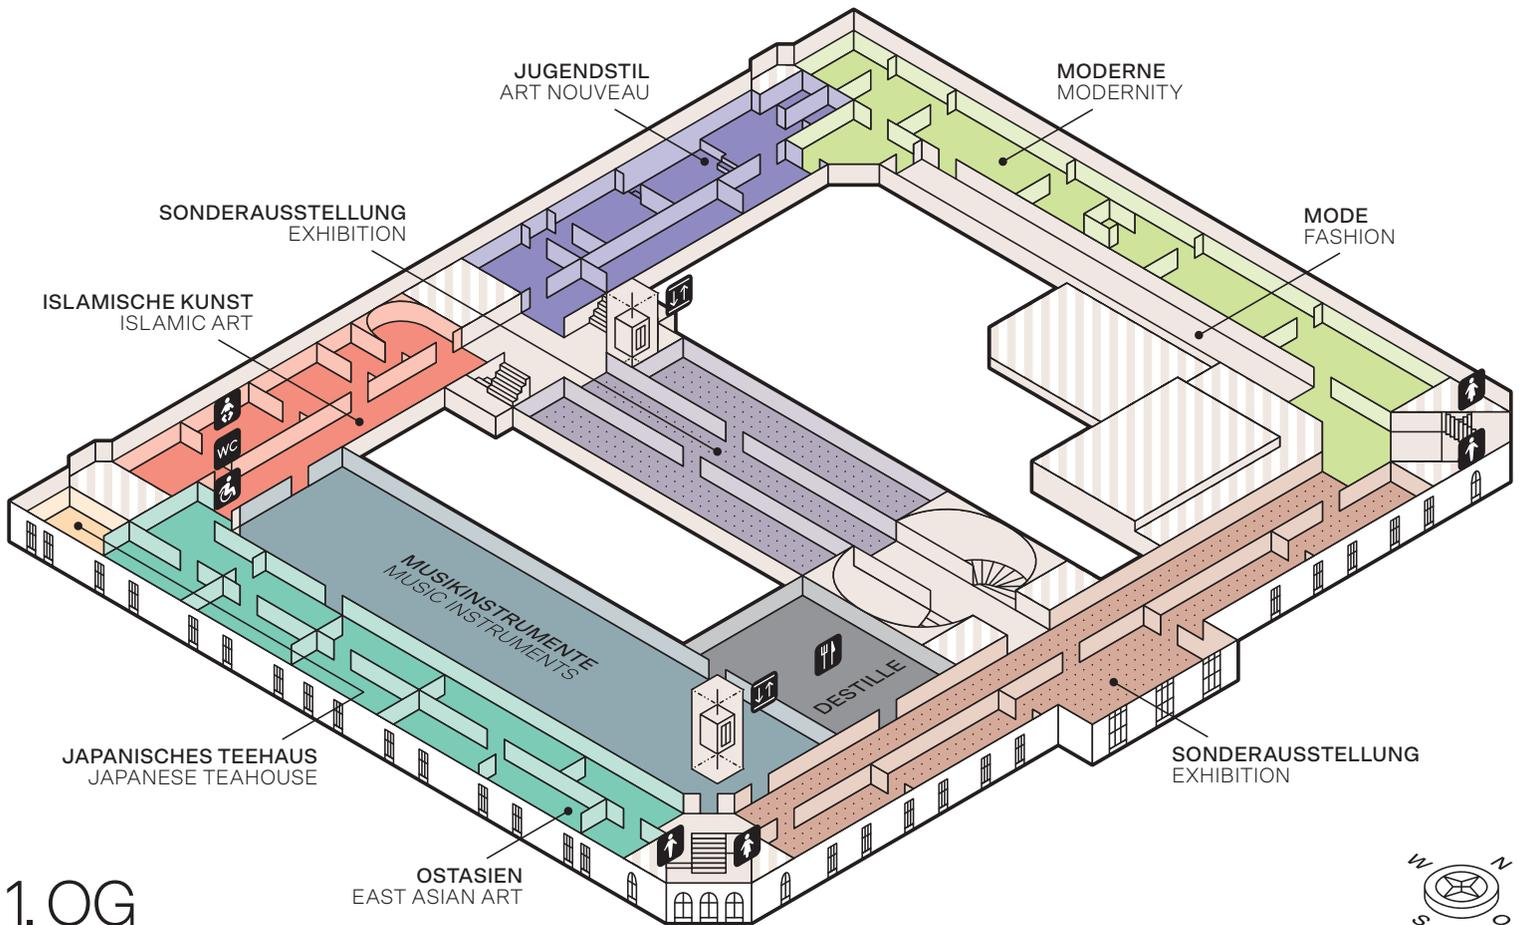 JUGENDSTIL
ART NOUVEAU
MODERNE
MODERNITY
SONDERAUSSTELLUNG
EXHIBITION
MODE
FASHION
ISLAMISCHE KUNST
ISLAMIC ART
WC
MUSIKINSTRUMENTE
MUSIC INSTRUMENTS
DESTILLE
JAPANISCHES TEEHAUS
JAPANESE TEAHOUSE
SONDERAUSSTELLUNG
EXHIBITION
OSTASIEN
EAST ASIAN ART
1. OG
W N
S O